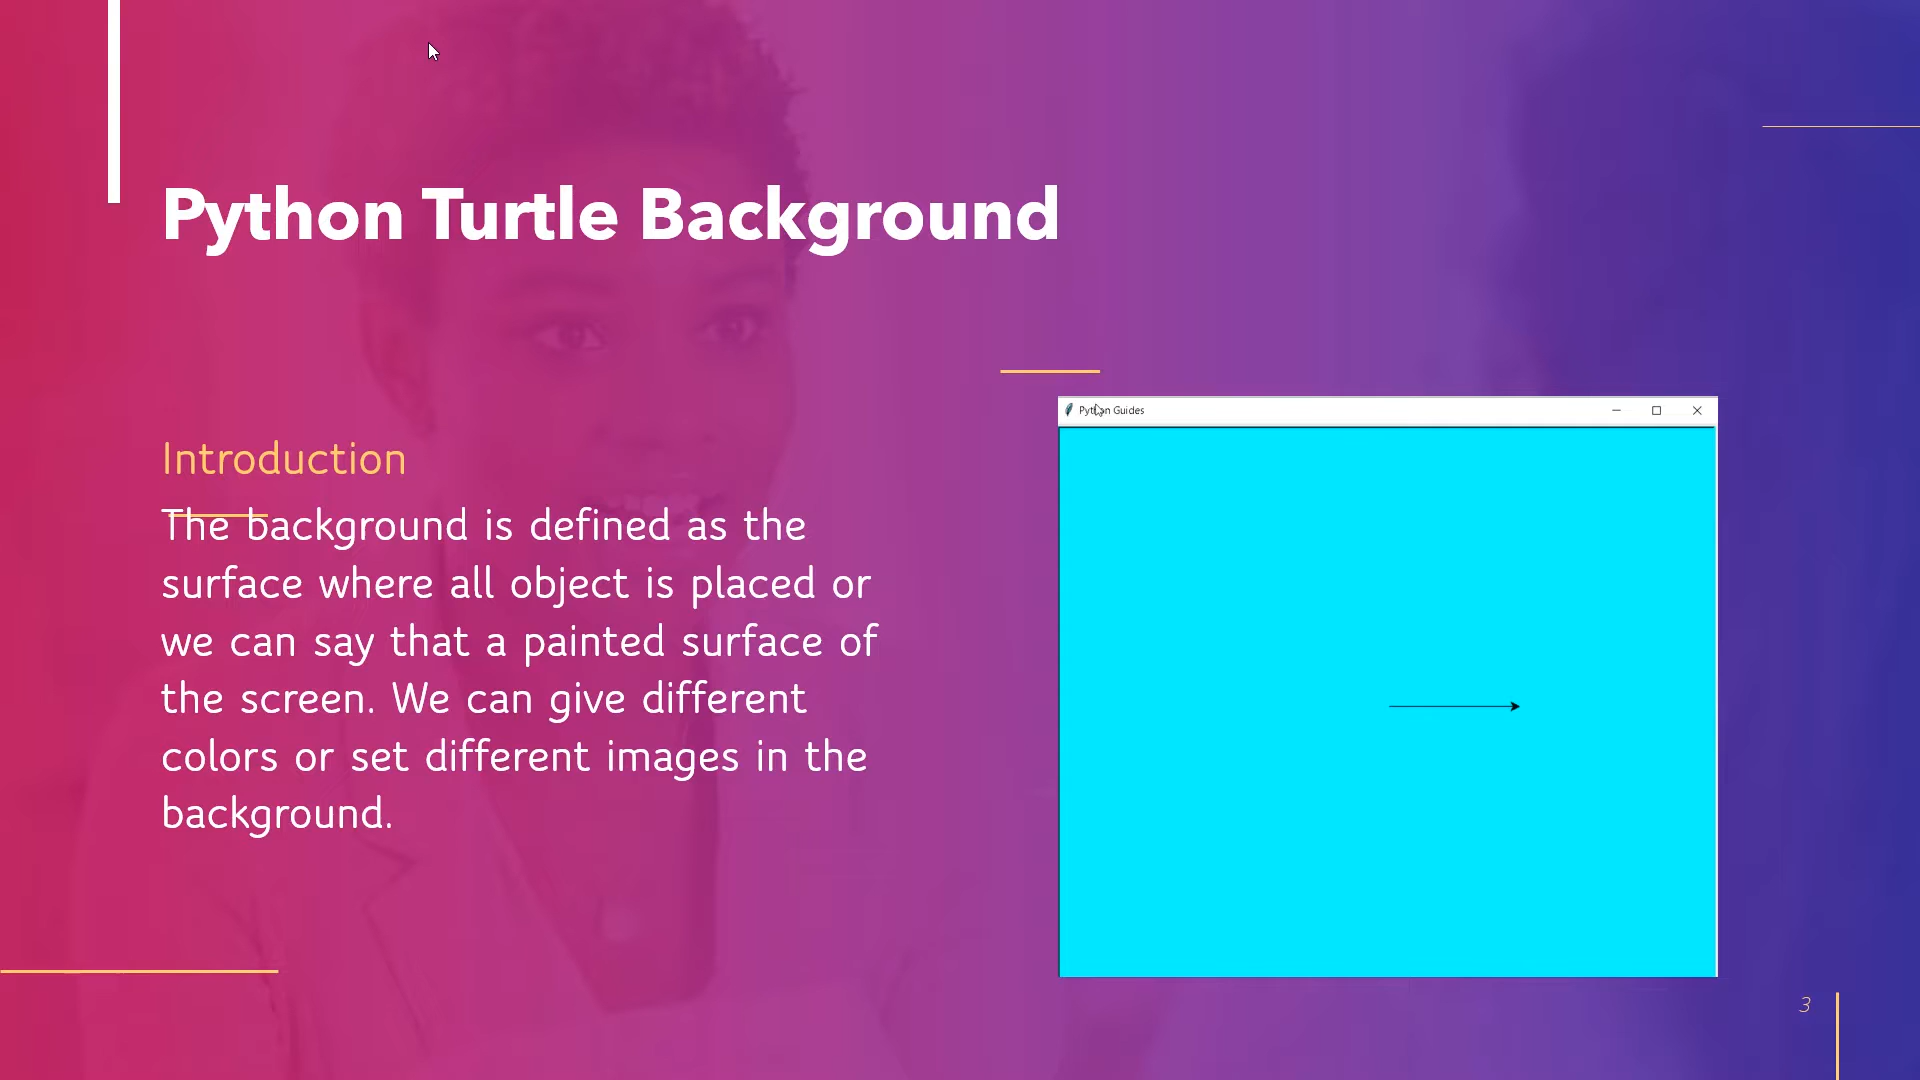 Python Turtle Background
Python Guides
Introduction
The background is defined as the
surface where all object is placed or
we can say that a painted surface of
the screen. We can give different
colors or set different images in the
background.
3